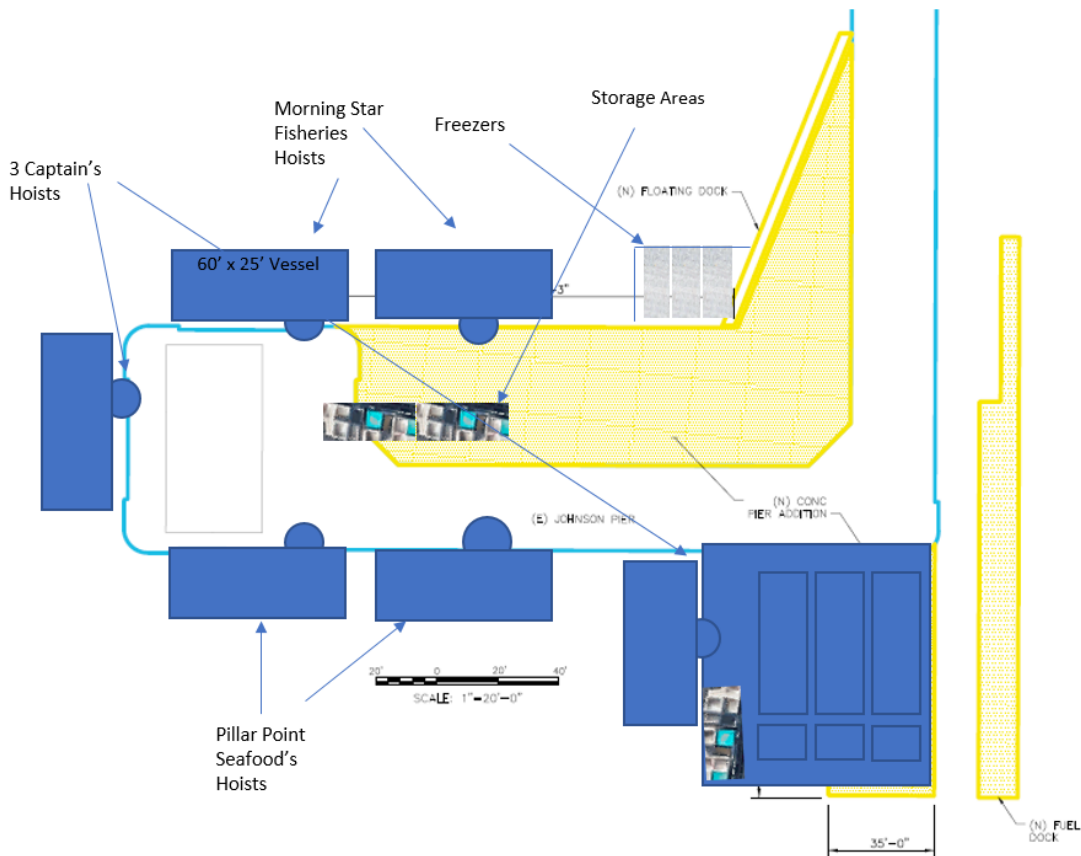 Storage Areas
Morning Star
Fisheries
Hoists
Freezers
3 Captain's
Hoists
(N) FLOATING DOCK
60' x 25' Vessel
-3"
(N) CONC
PIER ADDITION
(E) JOHNSON PIER
20' 0 20' 40'
SCALE: 1"=20'-0"
Pillar Point
Seafood's
Hoists
(N) FUEL
DOCK
35'-0"